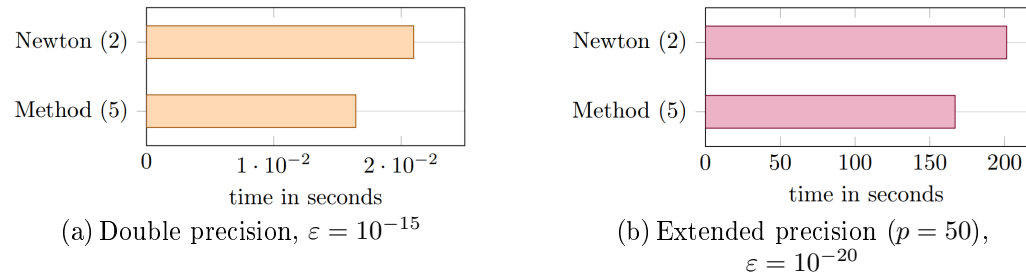 Newton (2)
Method (5)
0
1 · 10⁻²
2 · 10⁻²
time in seconds
(a) Double precision, ε = 10⁻¹⁵
Newton (2)
Method (5)
0
50
100
150
200
time in seconds
(b) Extended precision (p = 50),
ε = 10⁻²⁰